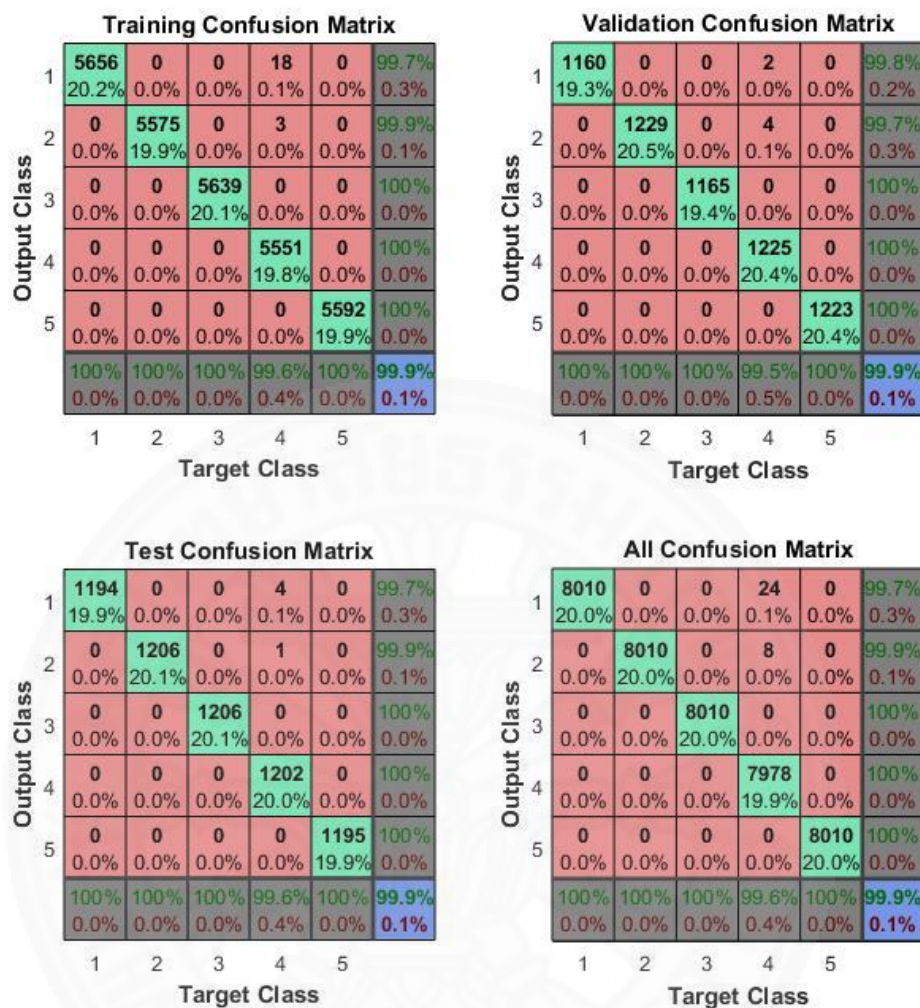 Training Confusion Matrix
Output Class
1 5656 0 0 18 0 99.7%
20.2% 0.0% 0.0% 0.1% 0.0% 0.3%
2 0 5575 0 3 0 99.9%
0.0% 19.9% 0.0% 0.0% 0.0% 0.1%
3 0 0 5639 0 0 100%
0.0% 0.0% 20.1% 0.0% 0.0% 0.0%
4 0 0 0 5551 0 100%
0.0% 0.0% 0.0% 19.8% 0.0% 0.0%
5 0 0 0 0 5592 100%
0.0% 0.0% 0.0% 0.0% 19.9% 0.0%
100% 100% 100% 99.6% 100% 99.9%
0.0% 0.0% 0.0% 0.4% 0.0% 0.1%
1 2 3 4 5
Target Class
Validation Confusion Matrix
Output Class
1 1160 0 0 2 0 99.8%
19.3% 0.0% 0.0% 0.0% 0.0% 0.2%
2 0 1229 0 4 0 99.7%
0.0% 20.5% 0.0% 0.1% 0.0% 0.3%
3 0 0 1165 0 0 100%
0.0% 0.0% 19.4% 0.0% 0.0% 0.0%
4 0 0 0 1225 0 100%
0.0% 0.0% 0.0% 20.4% 0.0% 0.0%
5 0 0 0 0 1223 100%
0.0% 0.0% 0.0% 0.0% 20.4% 0.0%
100% 100% 100% 99.5% 100% 99.9%
0.0% 0.0% 0.0% 0.5% 0.0% 0.1%
1 2 3 4 5
Target Class
Test Confusion Matrix
Output Class
1 1194 0 0 4 0 99.7%
19.9% 0.0% 0.0% 0.1% 0.0% 0.3%
2 0 1206 0 1 0 99.9%
0.0% 20.1% 0.0% 0.0% 0.0% 0.1%
3 0 0 1206 0 0 100%
0.0% 0.0% 20.1% 0.0% 0.0% 0.0%
4 0 0 0 1202 0 100%
0.0% 0.0% 0.0% 20.0% 0.0% 0.0%
5 0 0 0 0 1195 100%
0.0% 0.0% 0.0% 0.0% 19.9% 0.0%
100% 100% 100% 99.6% 100% 99.9%
0.0% 0.0% 0.0% 0.4% 0.0% 0.1%
1 2 3 4 5
Target Class
All Confusion Matrix
Output Class
1 8010 0 0 24 0 99.7%
20.0% 0.0% 0.0% 0.1% 0.0% 0.3%
2 0 8010 0 8 0 99.9%
0.0% 20.0% 0.0% 0.0% 0.0% 0.1%
3 0 0 8010 0 0 100%
0.0% 0.0% 20.0% 0.0% 0.0% 0.0%
4 0 0 0 7978 0 100%
0.0% 0.0% 0.0% 19.9% 0.0% 0.0%
5 0 0 0 0 8010 100%
0.0% 0.0% 0.0% 0.0% 20.0% 0.0%
100% 100% 100% 99.6% 100% 99.9%
0.0% 0.0% 0.0% 0.4% 0.0% 0.1%
1 2 3 4 5
Target Class